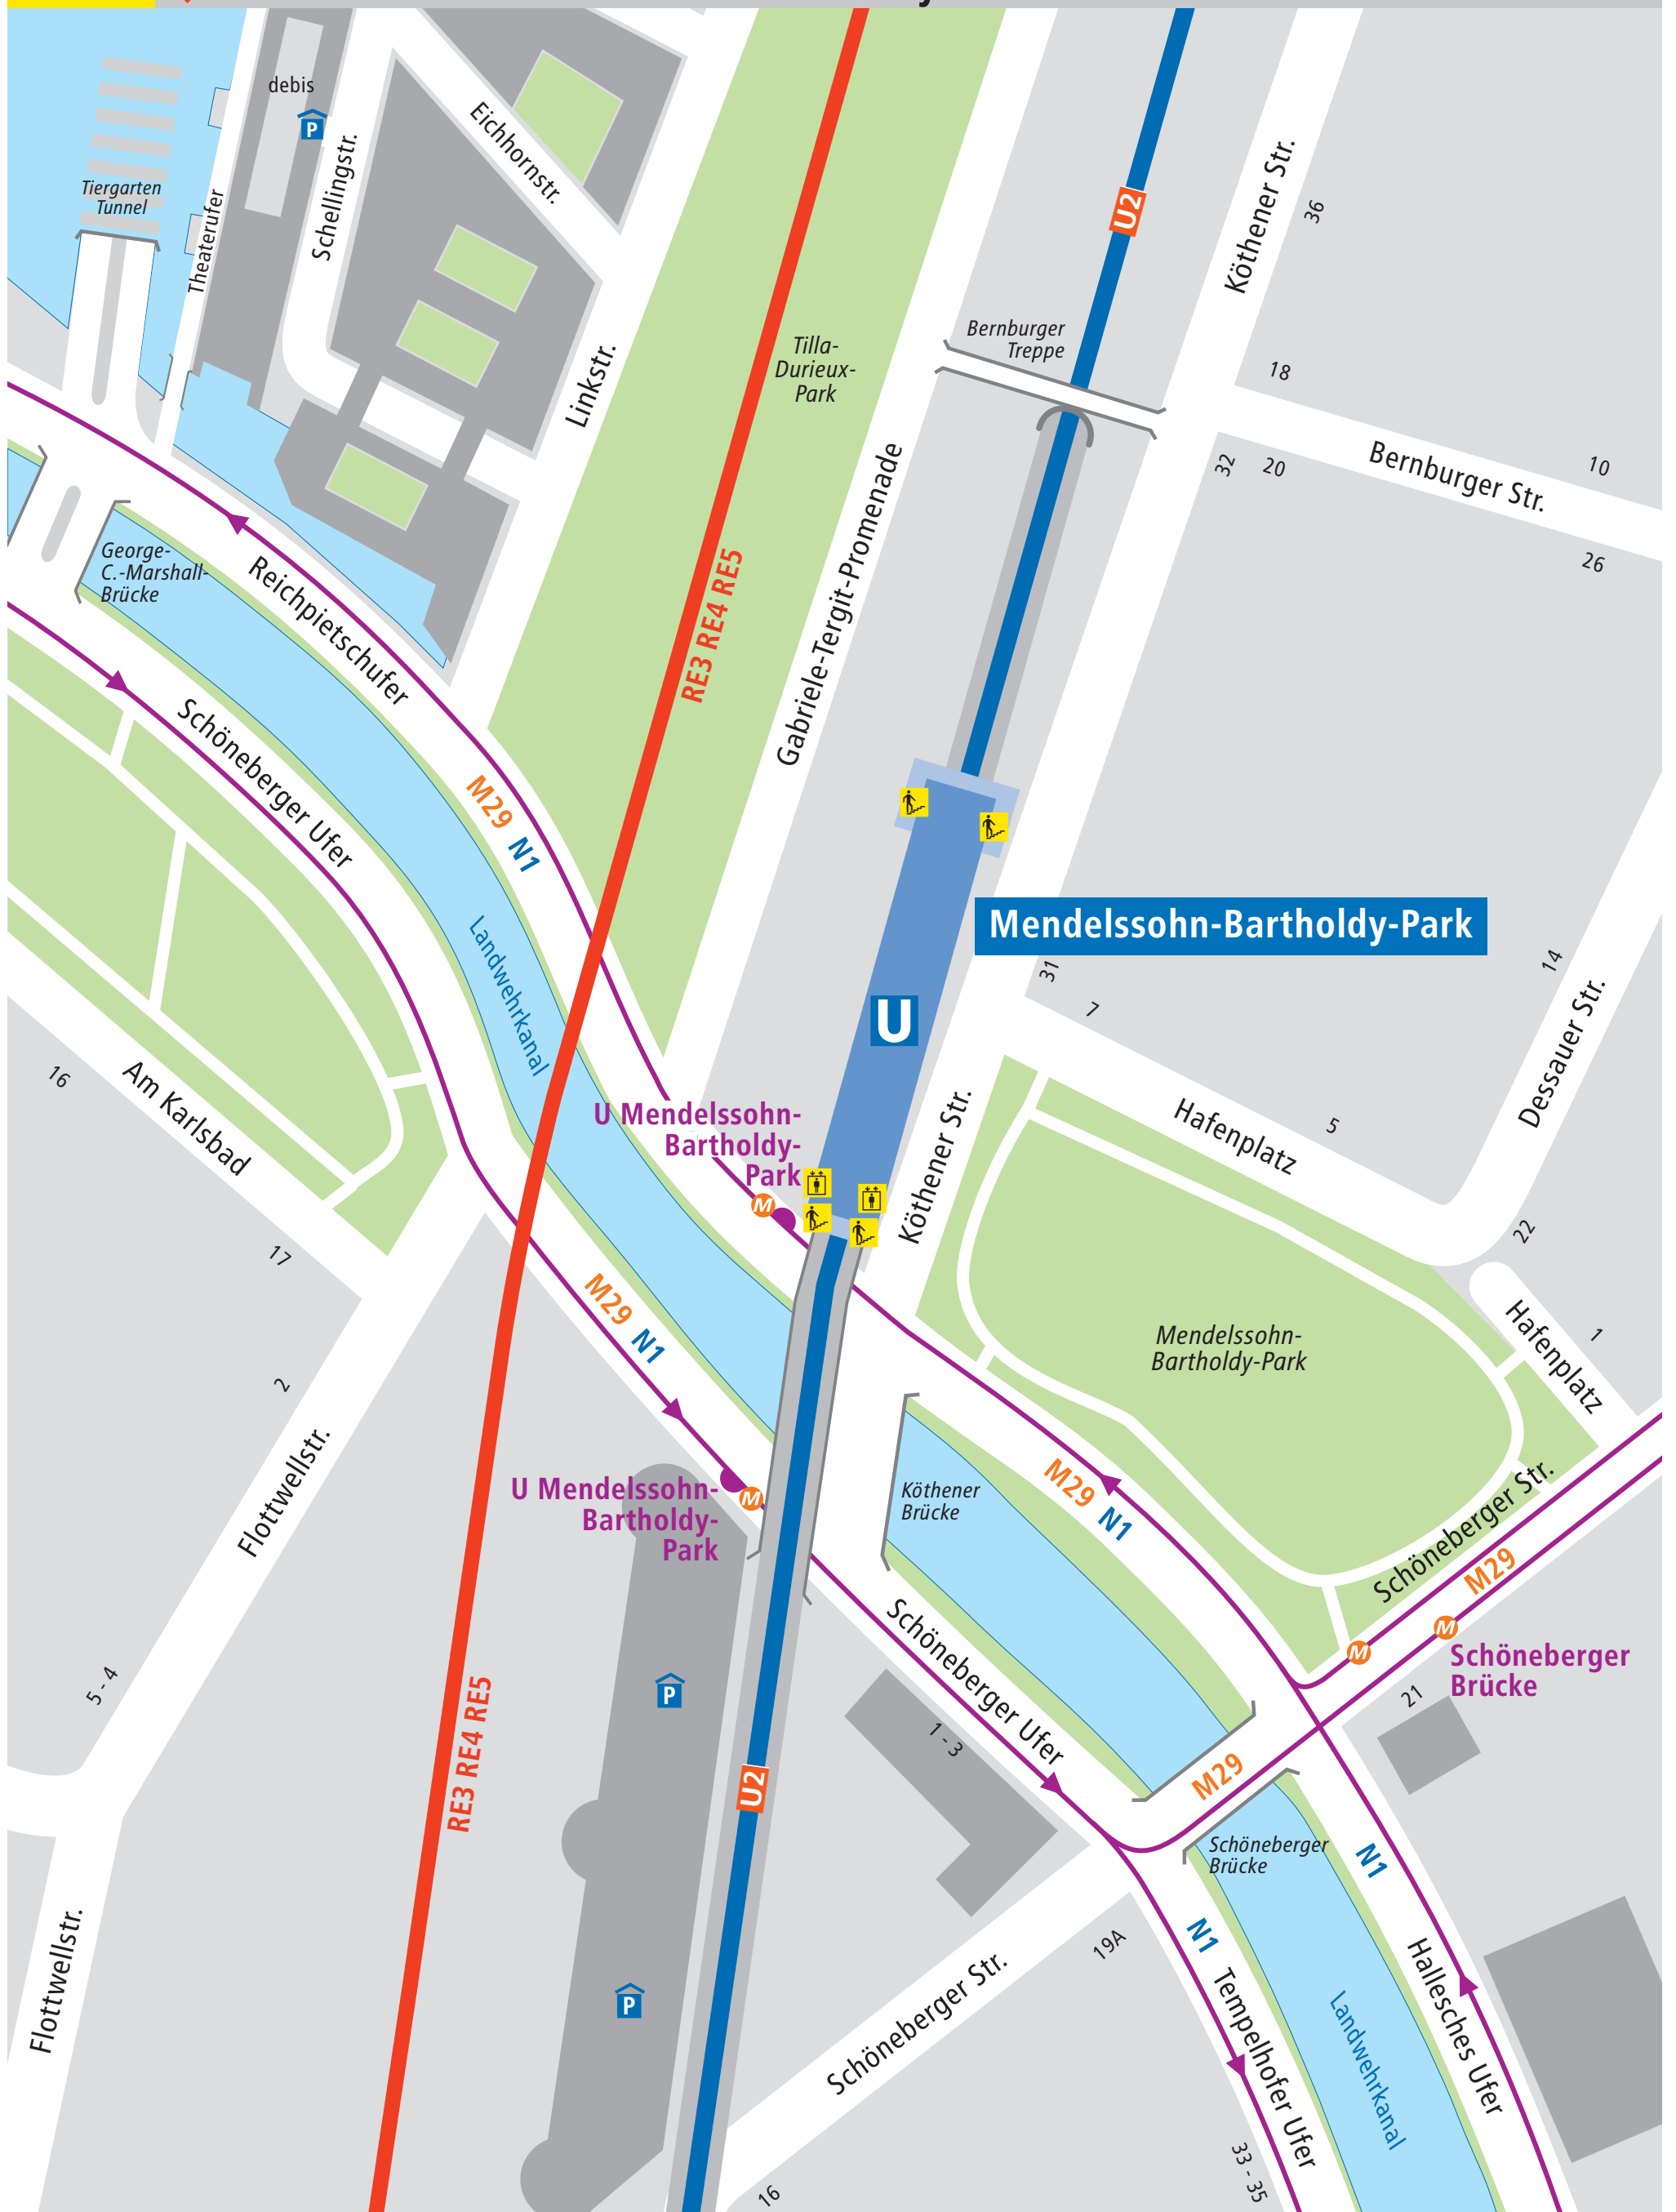 debis
P
Tiergarten
Tunnel
Theaterufer
Schellingstr.
Eichhornstr.
Linkstr.
Tilla-
Durieux-
Park
U2
Köthener Str.
36
Bernburger
Treppe
18
Bernburger Str.
10
32
20
26
George-
C.-Marshall-
Brücke
Reichpietschufer
Schöneberger Ufer
RE3 RE4 RE5
Gabriele-Tergit-Promenade
M29 N1
Landwehrkanal
Mendelssohn-Bartholdy-Park
U
31
7
14
Dessauer Str.
16
Am Karlsbad
17
U Mendelssohn-
Bartholdy-
Park
M
Köthener Str.
Hafenplatz
5
22
Hafenplatz
1
Mendelssohn-
Bartholdy-Park
M29 N1
2
Flottwellstr.
U Mendelssohn-
Bartholdy-
Park
M
Köthener
Brücke
M29 N1
Schöneberger Str.
M29
M
M
Schöneberger
Brücke
21
5 - 4
P
RE3 RE4 RE5
U2
Schöneberger Ufer
1 - 3
M29
Schöneberger
Brücke
N1
N1
19A
Flottwellstr.
P
Schöneberger Str.
Tempelhofer Ufer
Landwehrkanal
Hallesches Ufer
33 - 35
16